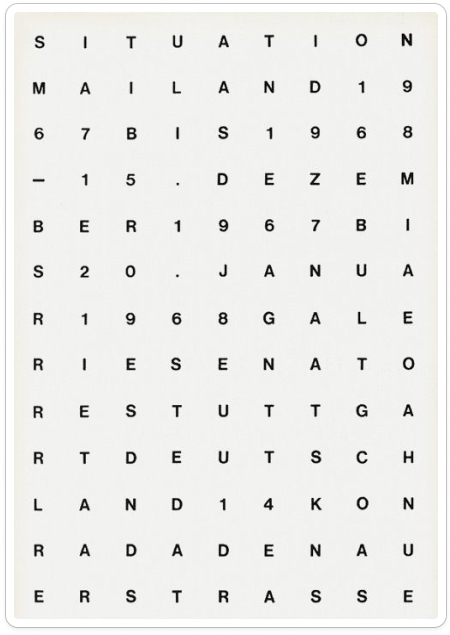 S I T U A T I O N
M A I L A N D 1 9
6 7 B I S 1 9 6 8
– 1 5 . D E Z E M
B E R 1 9 6 7 B I
S 2 0 . J A N U A
R 1 9 6 8 G A L E
R I E S E N A T O
R E S T U T T G A
R T D E U T S C H
L A N D 1 4 K O N
R A D A D E N A U
E R S T R A S S E